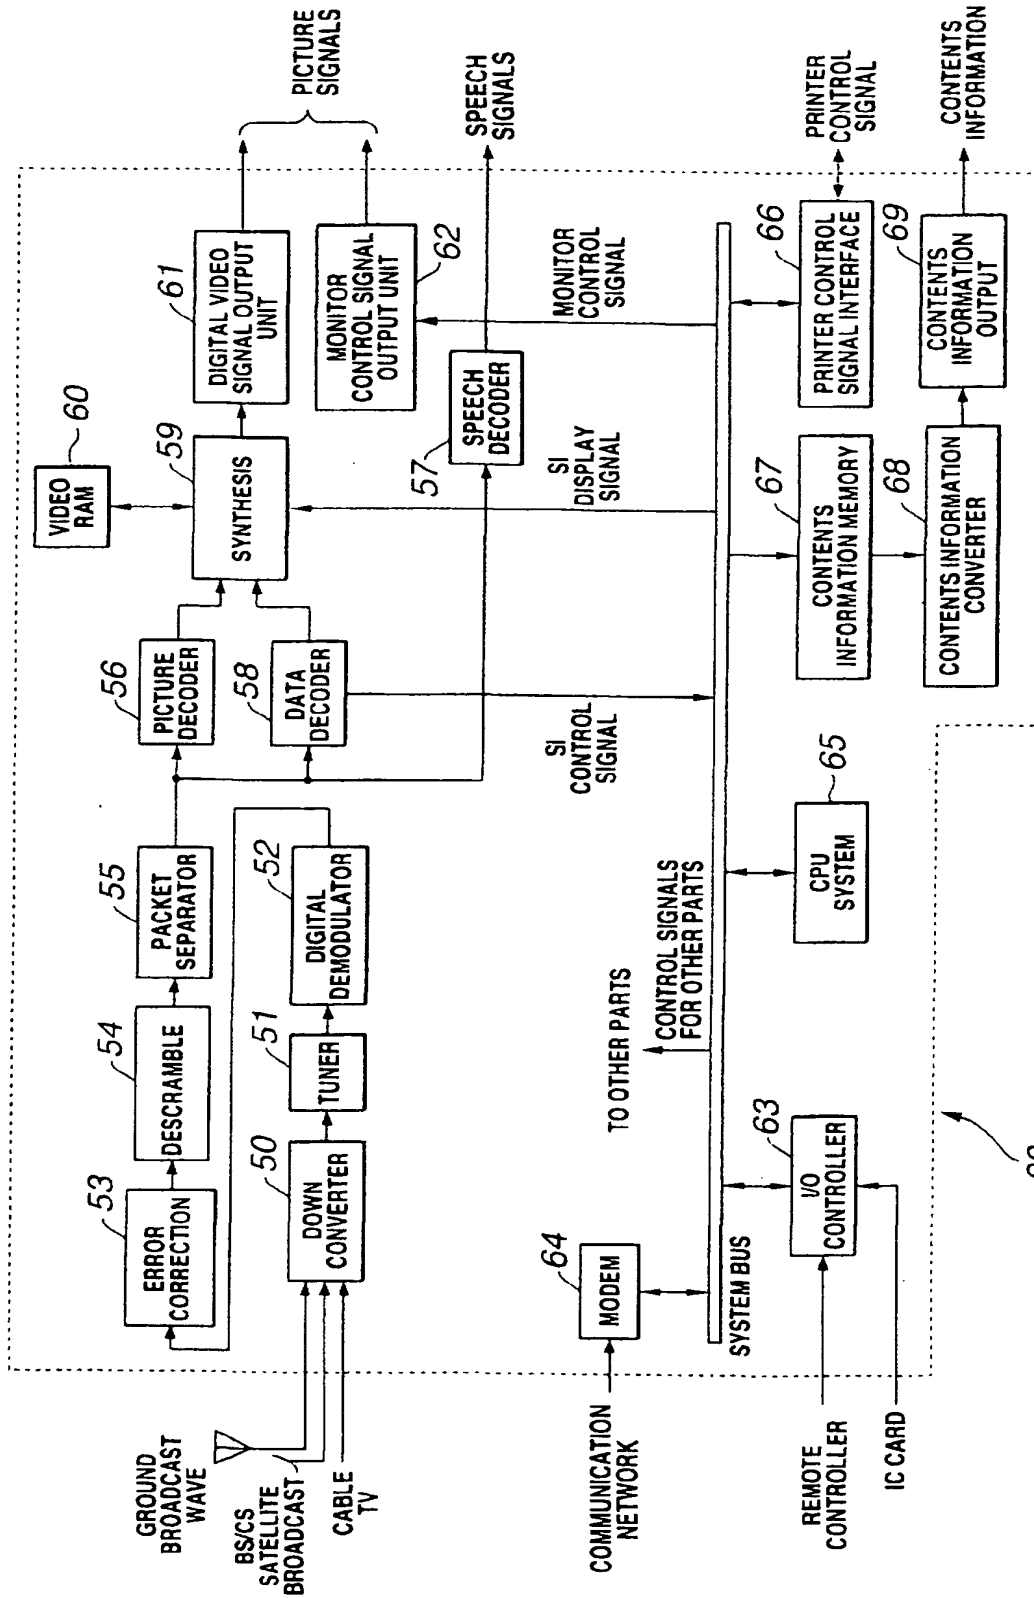 GROUND
BROADCAST
WAVE
BS/CS
SATELLITE
BROADCAST
CABLE
TV
53
ERROR
CORRECTION
54
DESCRAMBLE
55
PACKET
SEPARATOR
50
DOWN
CONVERTER
51
TUNER
52
DIGITAL
DEMODULATOR
56
PICTURE
DECODER
58
DATA
DECODER
60
VIDEO
RAM
59
SYNTHESIS
61
DIGITAL VIDEO
SIGNAL OUTPUT
UNIT
MONITOR
CONTROL SIGNAL
OUTPUT UNIT
62
PICTURE
SIGNALS
57
SPEECH
DECODER
SPEECH
SIGNALS
SI
CONTROL
SIGNAL
SI
DISPLAY
SIGNAL
MONITOR
CONTROL
SIGNAL
COMMUNICATION
NETWORK
64
MODEM
TO OTHER PARTS
CONTROL SIGNALS
FOR OTHER PARTS
SYSTEM BUS
REMOTE
CONTROLLER
IC CARD
63
I/O
CONTROLLER
65
CPU
SYSTEM
67
CONTENTS
INFORMATION MEMORY
66
PRINTER CONTROL
SIGNAL INTERFACE
PRINTER
CONTROL
SIGNAL
68
CONTENTS INFORMATION
CONVERTER
69
CONTENTS
INFORMATION
OUTPUT
CONTENTS
INFORMATION